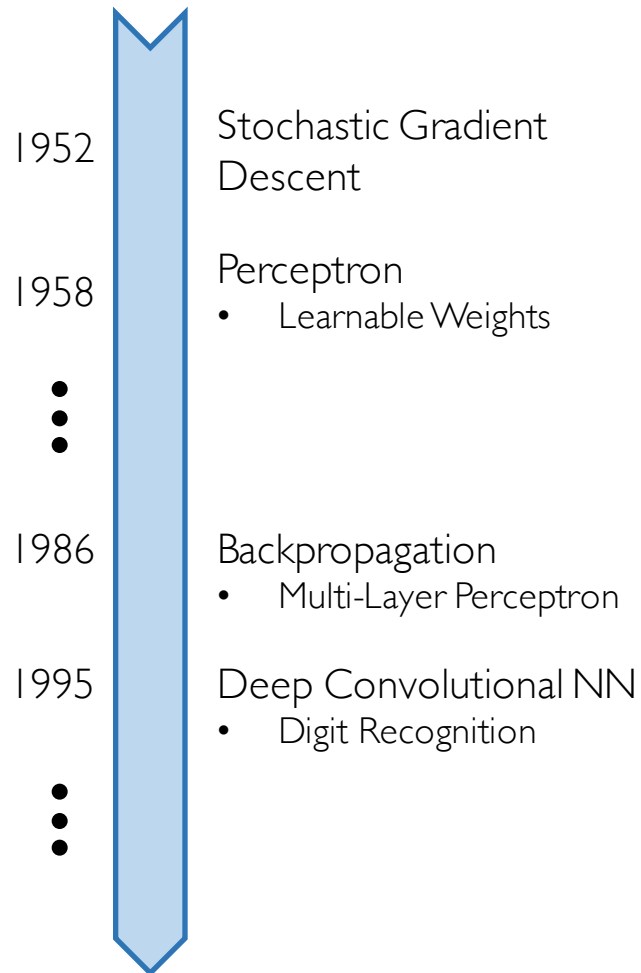 1952
Stochastic Gradient
Descent
1958
Perceptron
• Learnable Weights
1986
Backpropagation
• Multi-Layer Perceptron
1995
Deep Convolutional NN
• Digit Recognition